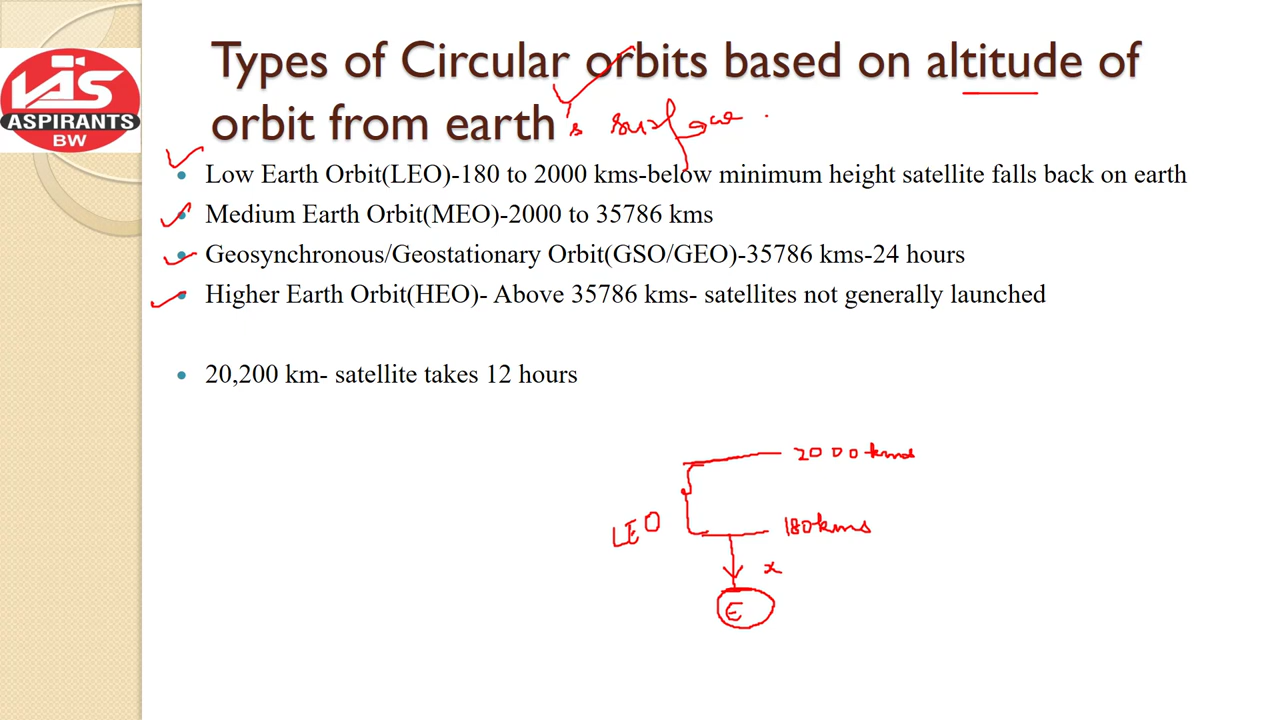 IAS
ASPIRANTS
BW
Types of Circular orbits based on altitude of
orbit from earth's surface.
Low Earth Orbit(LEO)-180 to 2000 kms-below minimum height satellite falls back on earth
Medium Earth Orbit(MEO)-2000 to 35786 kms
Geosynchronous/Geostationary Orbit(GSO/GEO)-35786 kms-24 hours
Higher Earth Orbit(HEO)- Above 35786 kms- satellites not generally launched
20,200 km- satellite takes 12 hours
2000 kms
LEO
180kms
x
E